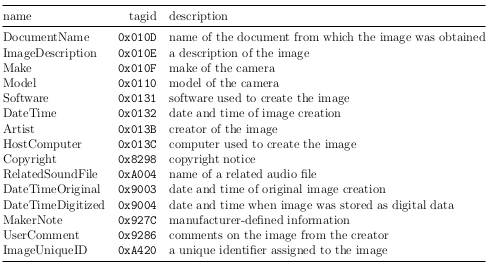 name tagid description
DocumentName 0x010D name of the document from which the image was obtained
ImageDescription 0x010E a description of the image
Make 0x010F make of the camera
Model 0x0110 model of the camera
Software 0x0131 software used to create the image
DateTime 0x0132 date and time of image creation
Artist 0x013B creator of the image
HostComputer 0x013C computer used to create the image
Copyright 0x8298 copyright notice
RelatedSoundFile 0xA004 name of a related audio file
DateTimeOriginal 0x9003 date and time of original image creation
DateTimeDigitized 0x9004 date and time when image was stored as digital data
MakerNote 0x927C manufacturer-defined information
UserComment 0x9286 comments on the image from the creator
ImageUniqueID 0xA420 a unique identifier assigned to the image